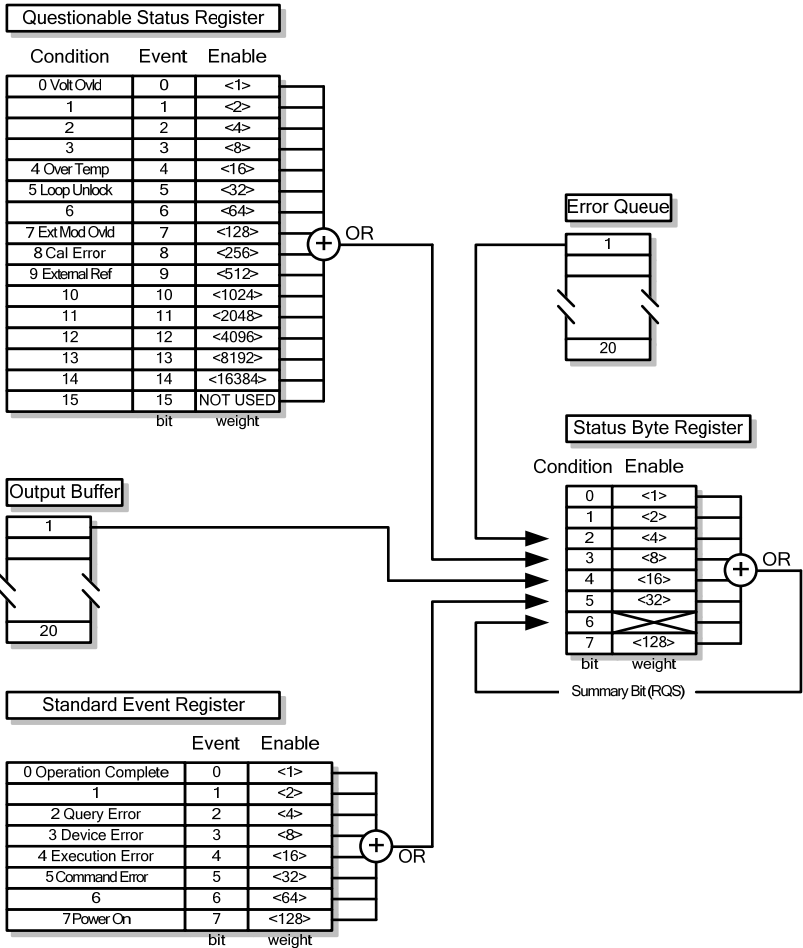 Questionable Status Register
Condition Event Enable
0 Volt Ovld 0 <1>
1 1 <2>
2 2 <4>
3 3 <8>
4 Over Temp 4 <16>
5 Loop Unlock 5 <32>
6 6 <64>
7 Ext Mod Ovld 7 <128>
8 Cal Error 8 <256>
9 External Ref 9 <512>
10 10 <1024>
11 11 <2048>
12 12 <4096>
13 13 <8192>
14 14 <16384>
15 15 NOT USED
bit weight
OR
Error Queue
1
20
Output Buffer
1
20
Status Byte Register
Condition Enable
0 <1>
1 <2>
2 <4>
3 <8>
4 <16>
5 <32>
6
7 <128>
bit weight
OR
Summary Bit (RQS)
Standard Event Register
Event Enable
0 Operation Complete 0 <1>
1 1 <2>
2 Query Error 2 <4>
3 Device Error 3 <8>
4 Execution Error 4 <16>
5 Command Error 5 <32>
6 6 <64>
7 Power On 7 <128>
bit weight
OR